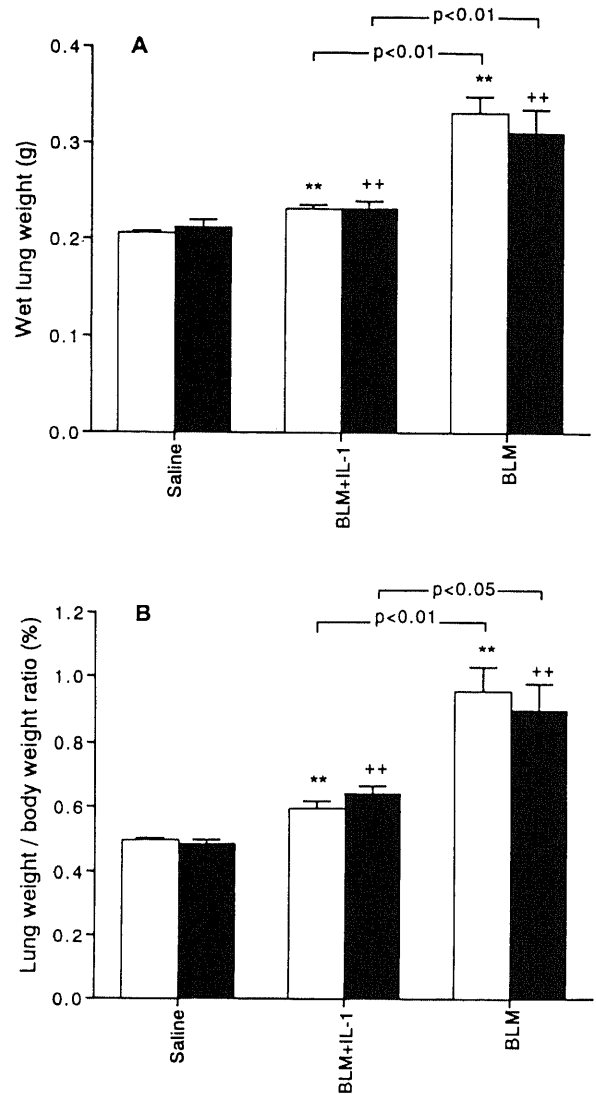 A
p<0.01
p<0.01
**
++
**
++
Wet lung weight (g)
0.4
0.3
0.2
0.1
0.0
Saline
BLM+IL-1
BLM
B
p<0.05
p<0.01
**
++
**
++
Lung weight / body weight ratio (%)
1.2
1.0
0.8
0.6
0.4
0.2
0.0
Saline
BLM+IL-1
BLM